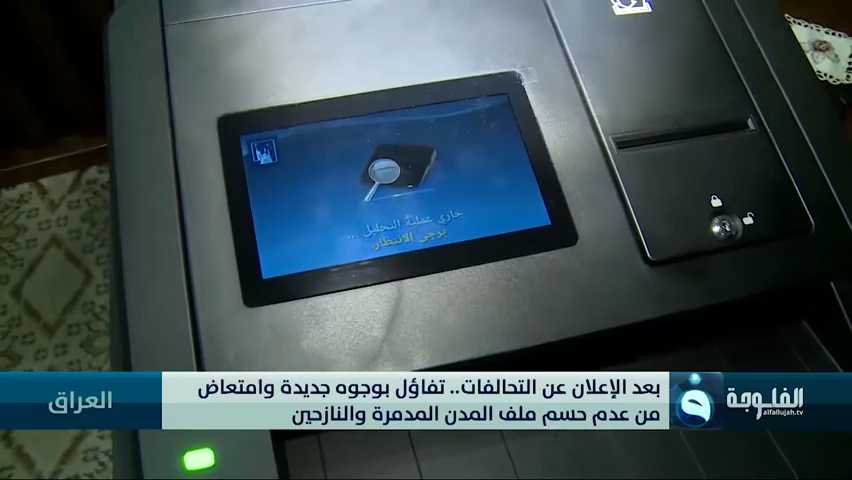 جاري عملية التحليل ...
يرجى الانتظار.
بعد الإعلان عن التحالفات.. تفاؤل بوجوه جديدة وامتعاض
من عدم حسم ملف المدن المدمرة والنازحين
العراق
الفلوجة
alfallujah.tv